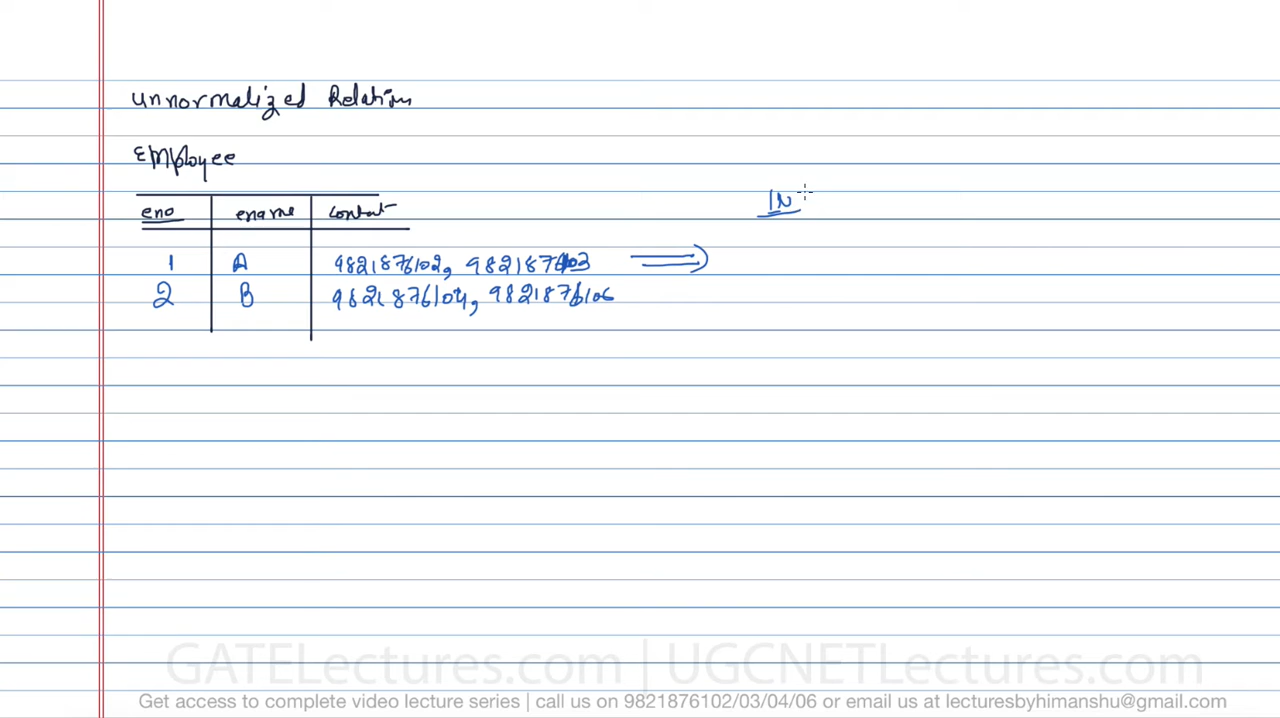 Unnormalized Relation
Employee
eno ename contact
1N
1 A 9821876102, 9821876103
2 B 9821876104, 9821876106
GATELectures.com | UGCNETLectures.com
Get access to complete video lecture series | call us on 9821876102/03/04/06 or email us at lecturesbyhimanshu@gmail.com